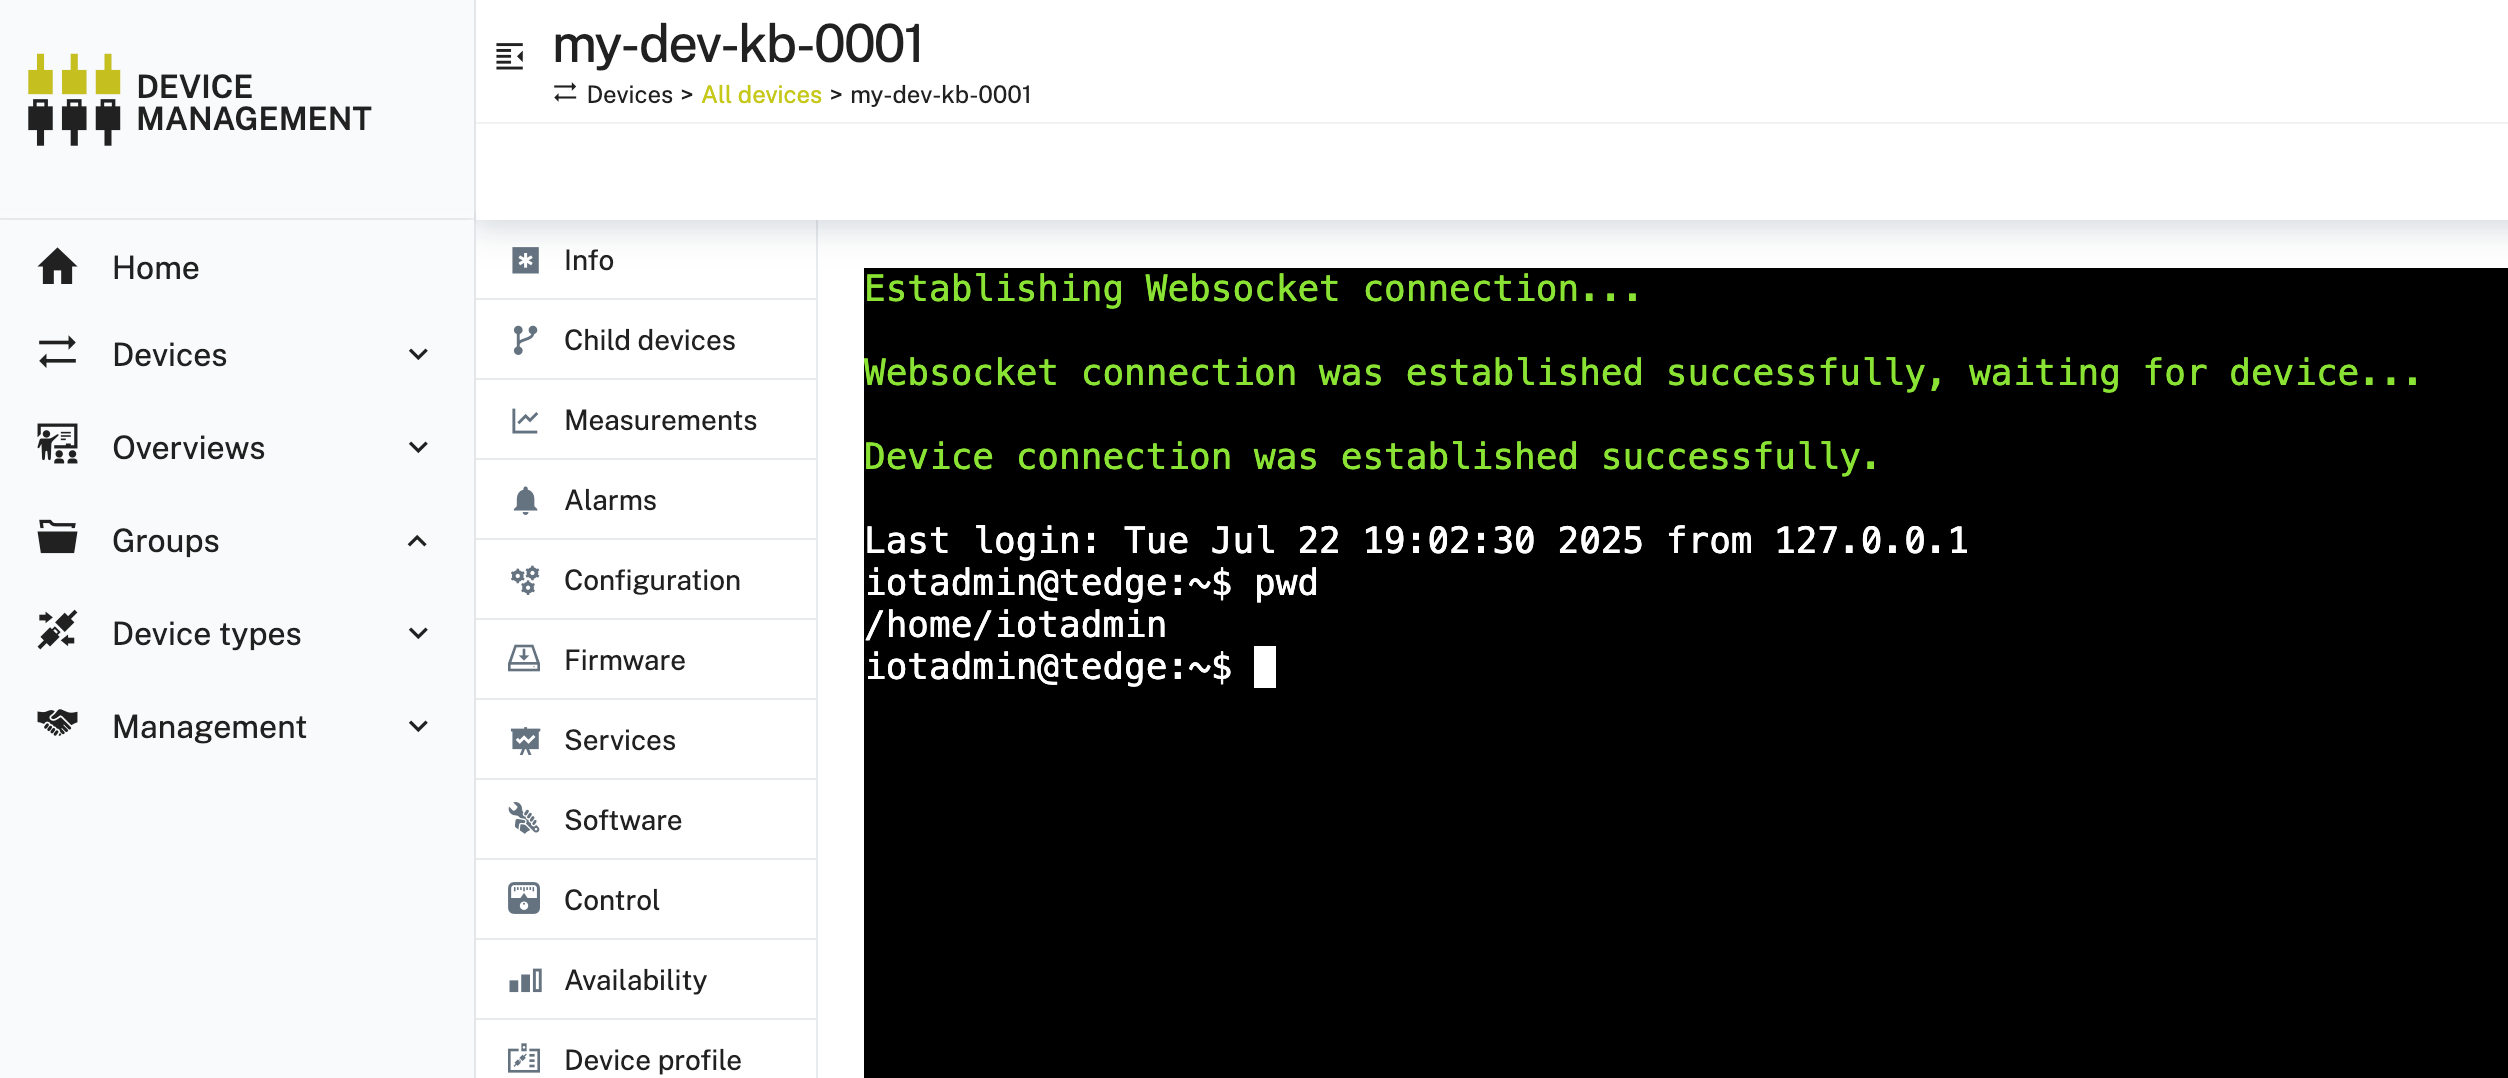 DEVICE
MANAGEMENT
Home
Devices
Overviews
Groups
Device types
Management
my-dev-kb-0001
Devices > All devices > my-dev-kb-0001
Info
Child devices
Measurements
Alarms
Configuration
Firmware
Services
Software
Control
Availability
Device profile
Establishing Websocket connection...
Websocket connection was established successfully, waiting for device...
Device connection was established successfully.
Last login: Tue Jul 22 19:02:30 2025 from 127.0.0.1
iotadmin@tedge:~$ pwd
/home/iotadmin
iotadmin@tedge:~$